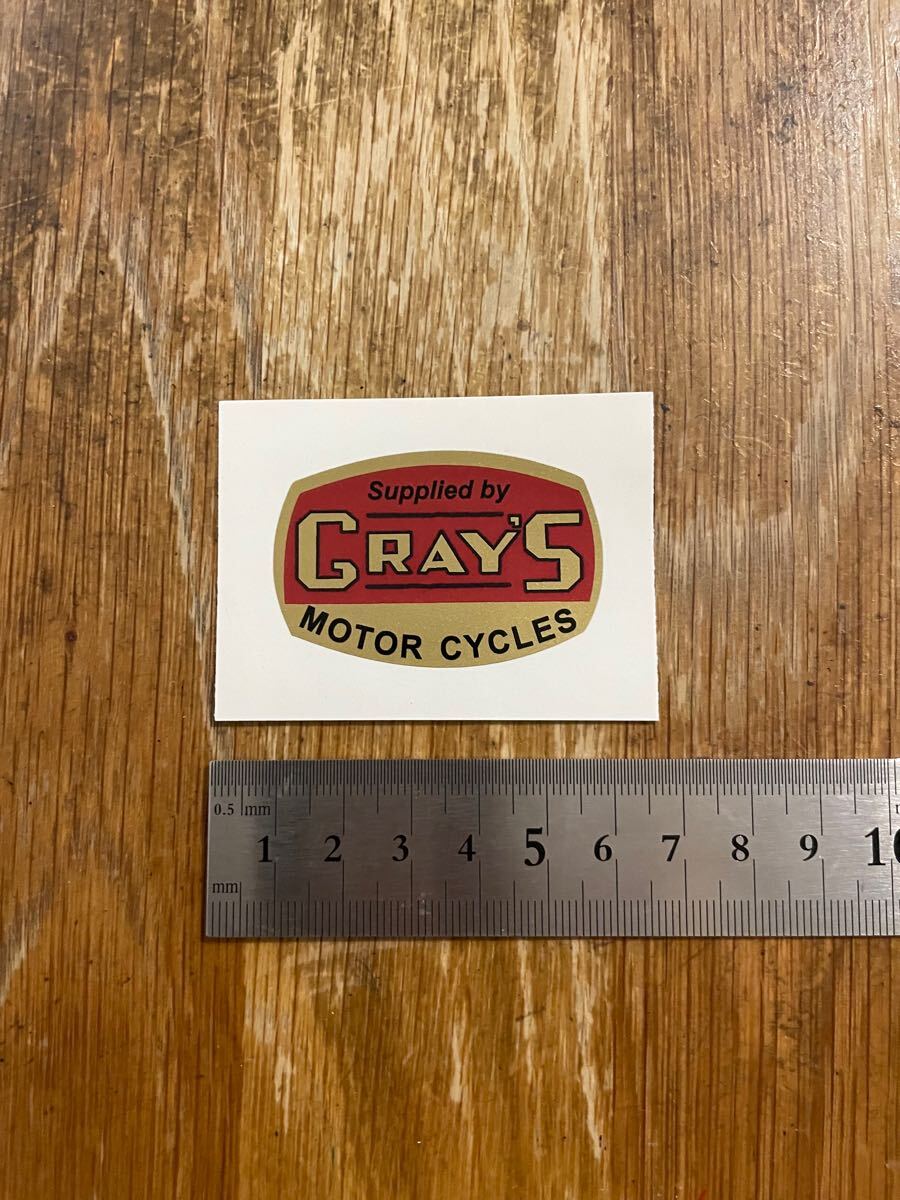 Supplied by
GRAY'S
MOTOR CYCLES
0.5 mm
1 2 3 4 5 6 7 8 9 10
mm